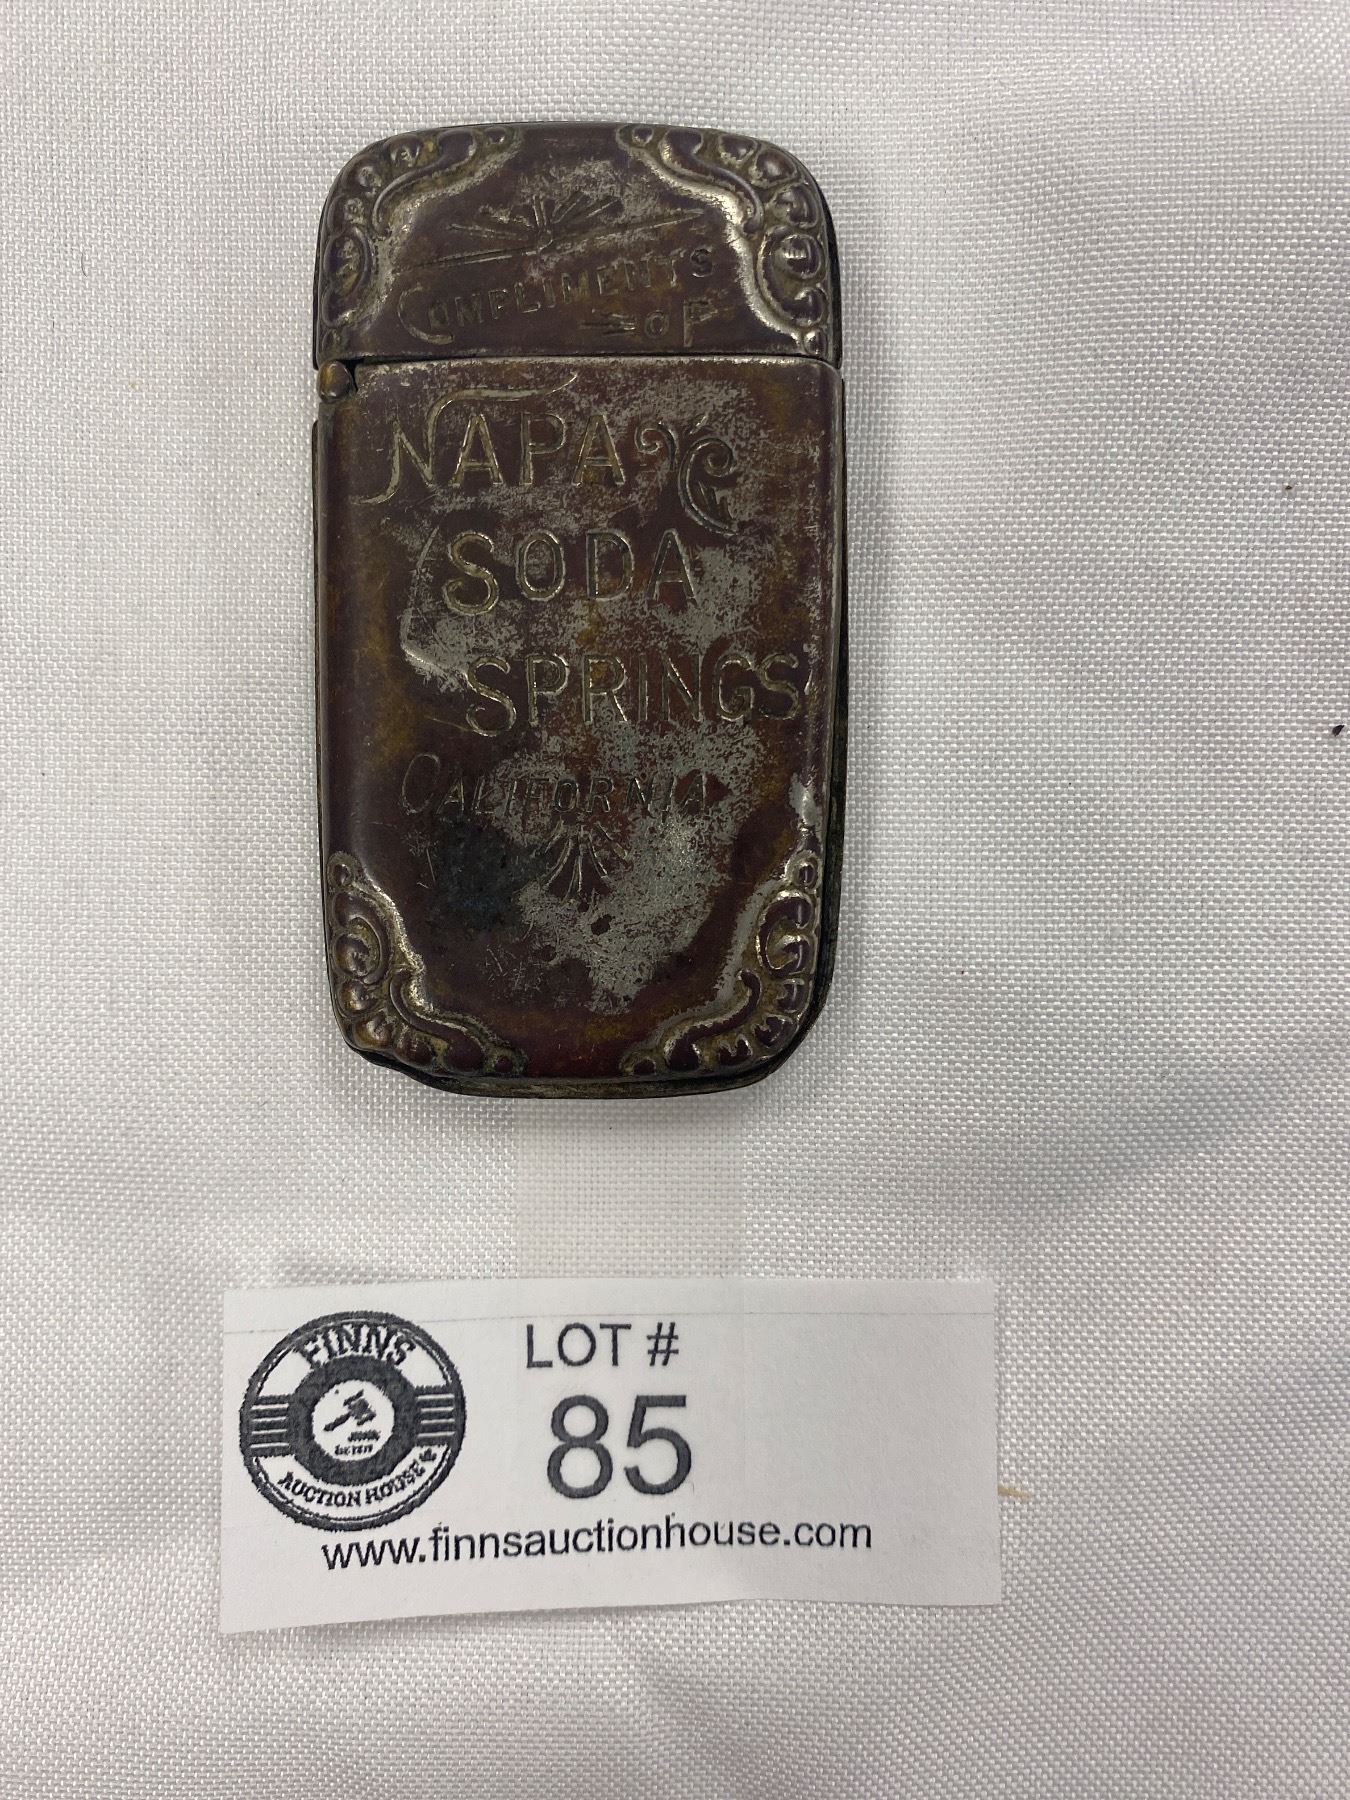 COMPLIMENTS
OF
NAPA
SODA
SPRINGS
CALIFORNIA
FINNS
AUCTION HOUSE
LOT #
85
www.finnsauctionhouse.com